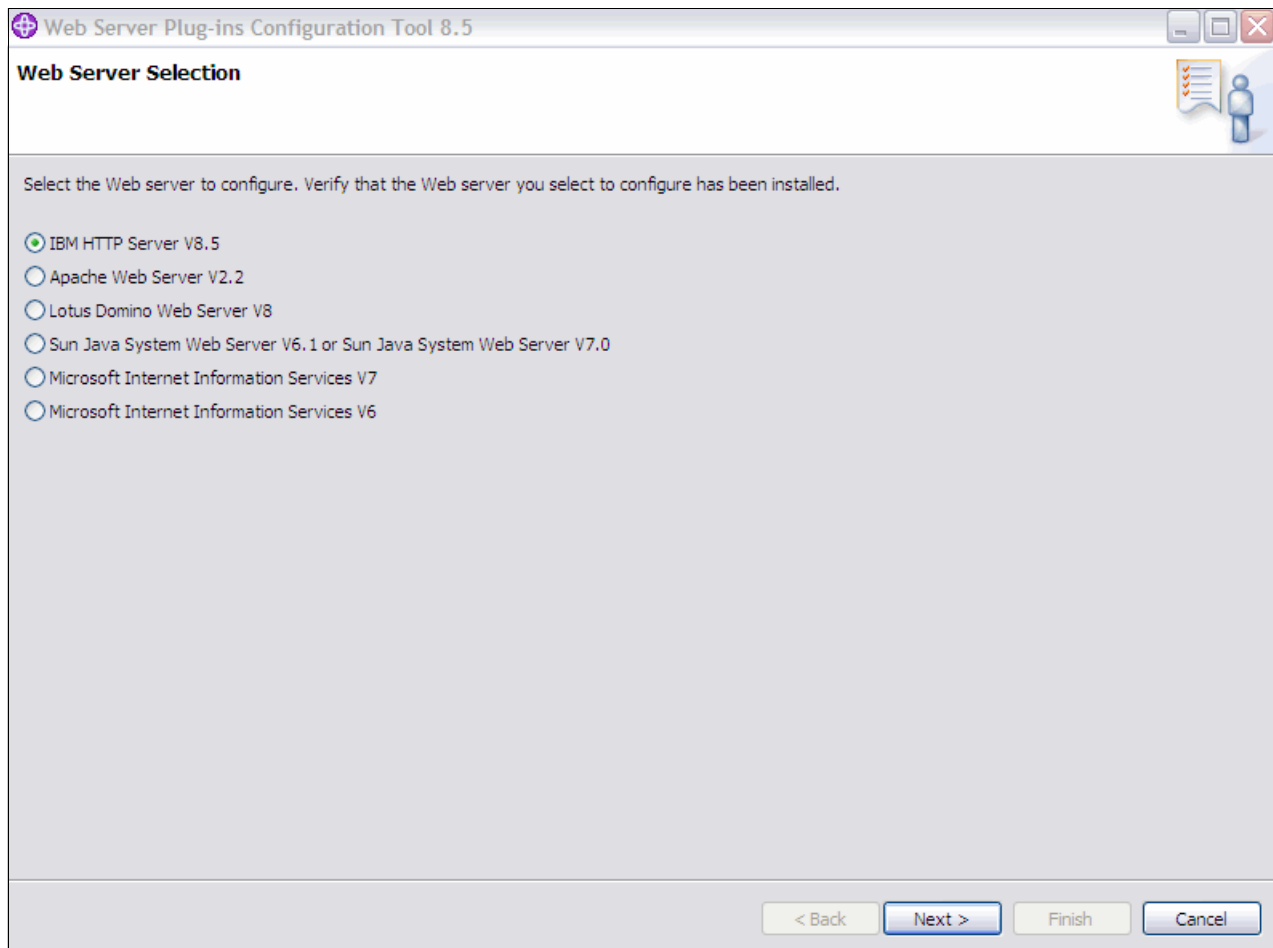 Web Server Plug-ins Configuration Tool 8.5
Web Server Selection
Select the Web server to configure. Verify that the Web server you select to configure has been installed.
IBM HTTP Server V8.5
Apache Web Server V2.2
Lotus Domino Web Server V8
Sun Java System Web Server V6.1 or Sun Java System Web Server V7.0
Microsoft Internet Information Services V7
Microsoft Internet Information Services V6
< Back Next > Finish Cancel